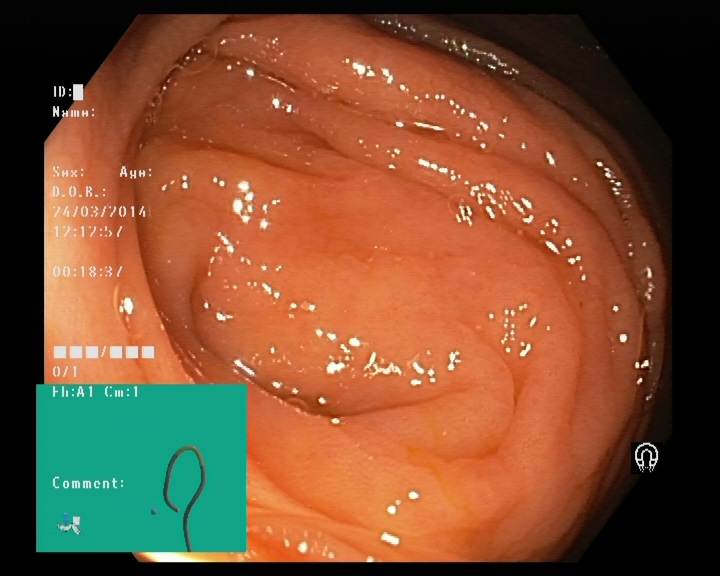 ID:
Name:
Sex: Age:
D.O.B.:
24/03/2014
12:12:57
00:18:37
/
0/1
Ph:A1 Cm:1
Comment: